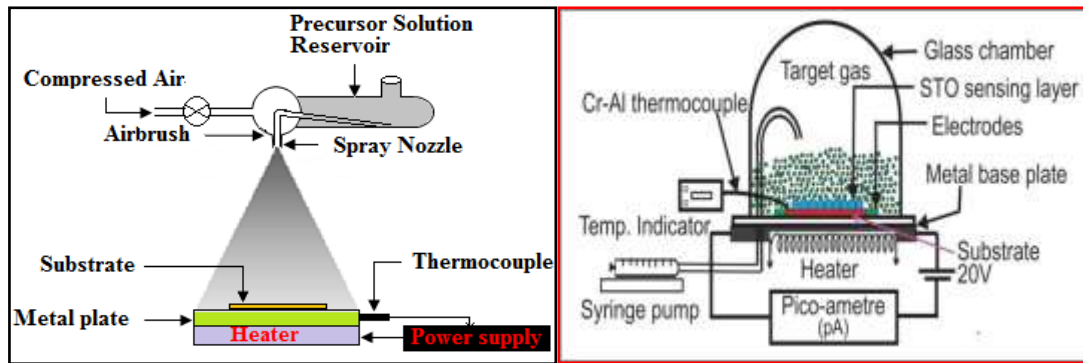 Precursor Solution
Reservoir
Compressed Air
Airbrush
Spray Nozzle
Substrate
Thermocouple
Metal plate
Heater
Power supply
Glass chamber
Target gas
STO sensing layer
Cr-Al thermocouple
Electrodes
Metal base plate
Temp. Indicator
Substrate
20V
Heater
Syringe pump
Pico-ametre
(pA)